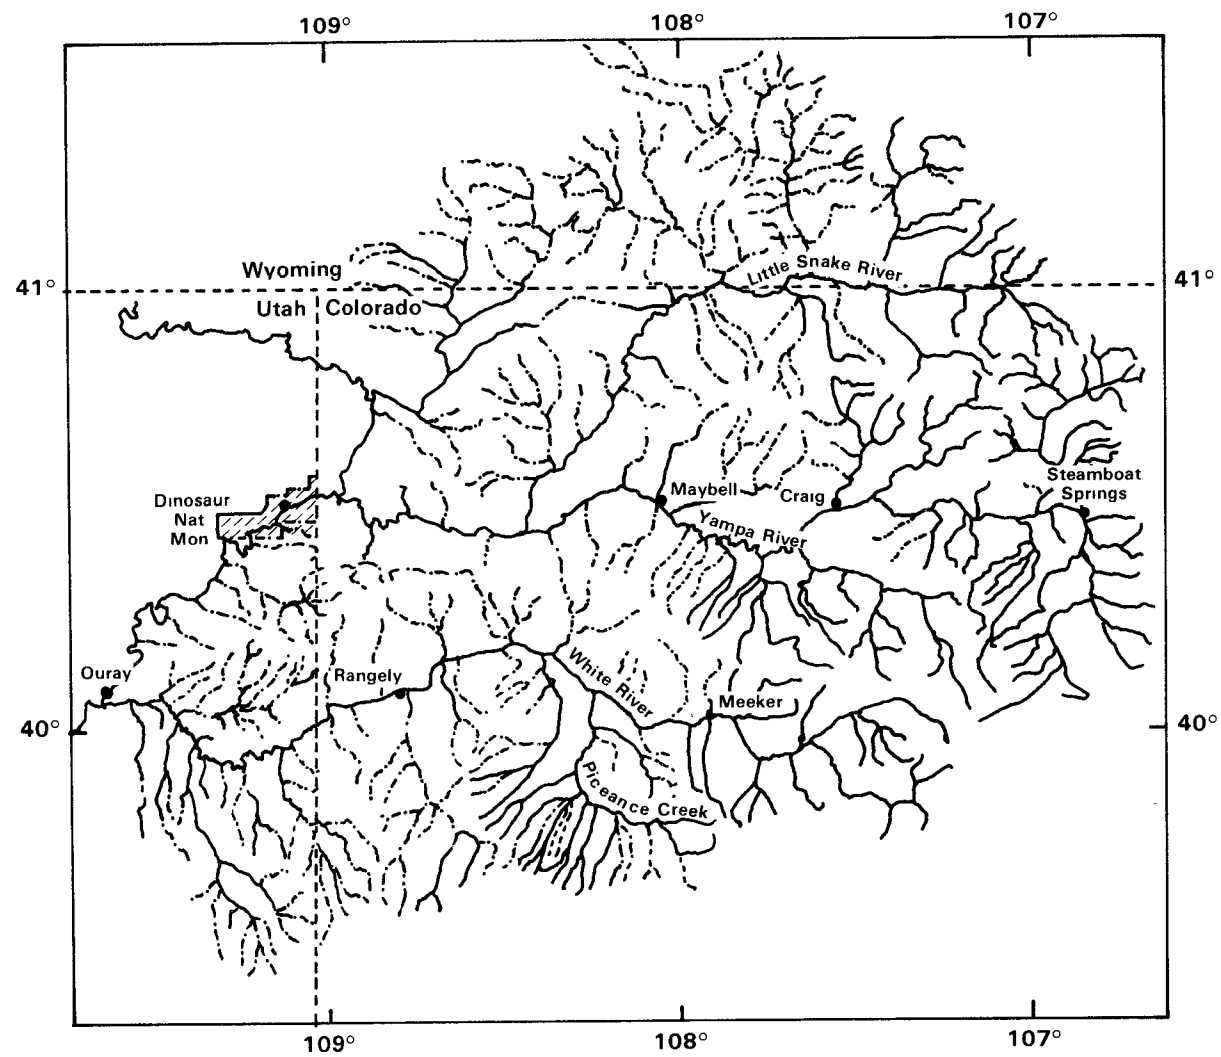 109° 108° 107°
Little Snake River
Wyoming
41° 41°
Utah Colorado
Steamboat
Springs
Maybell Craig
Dinosaur
Nat
Mon
Yampa River
White River
Ouray
Rangely
Meeker
40° 40°
Piceance Creek
109° 108° 107°